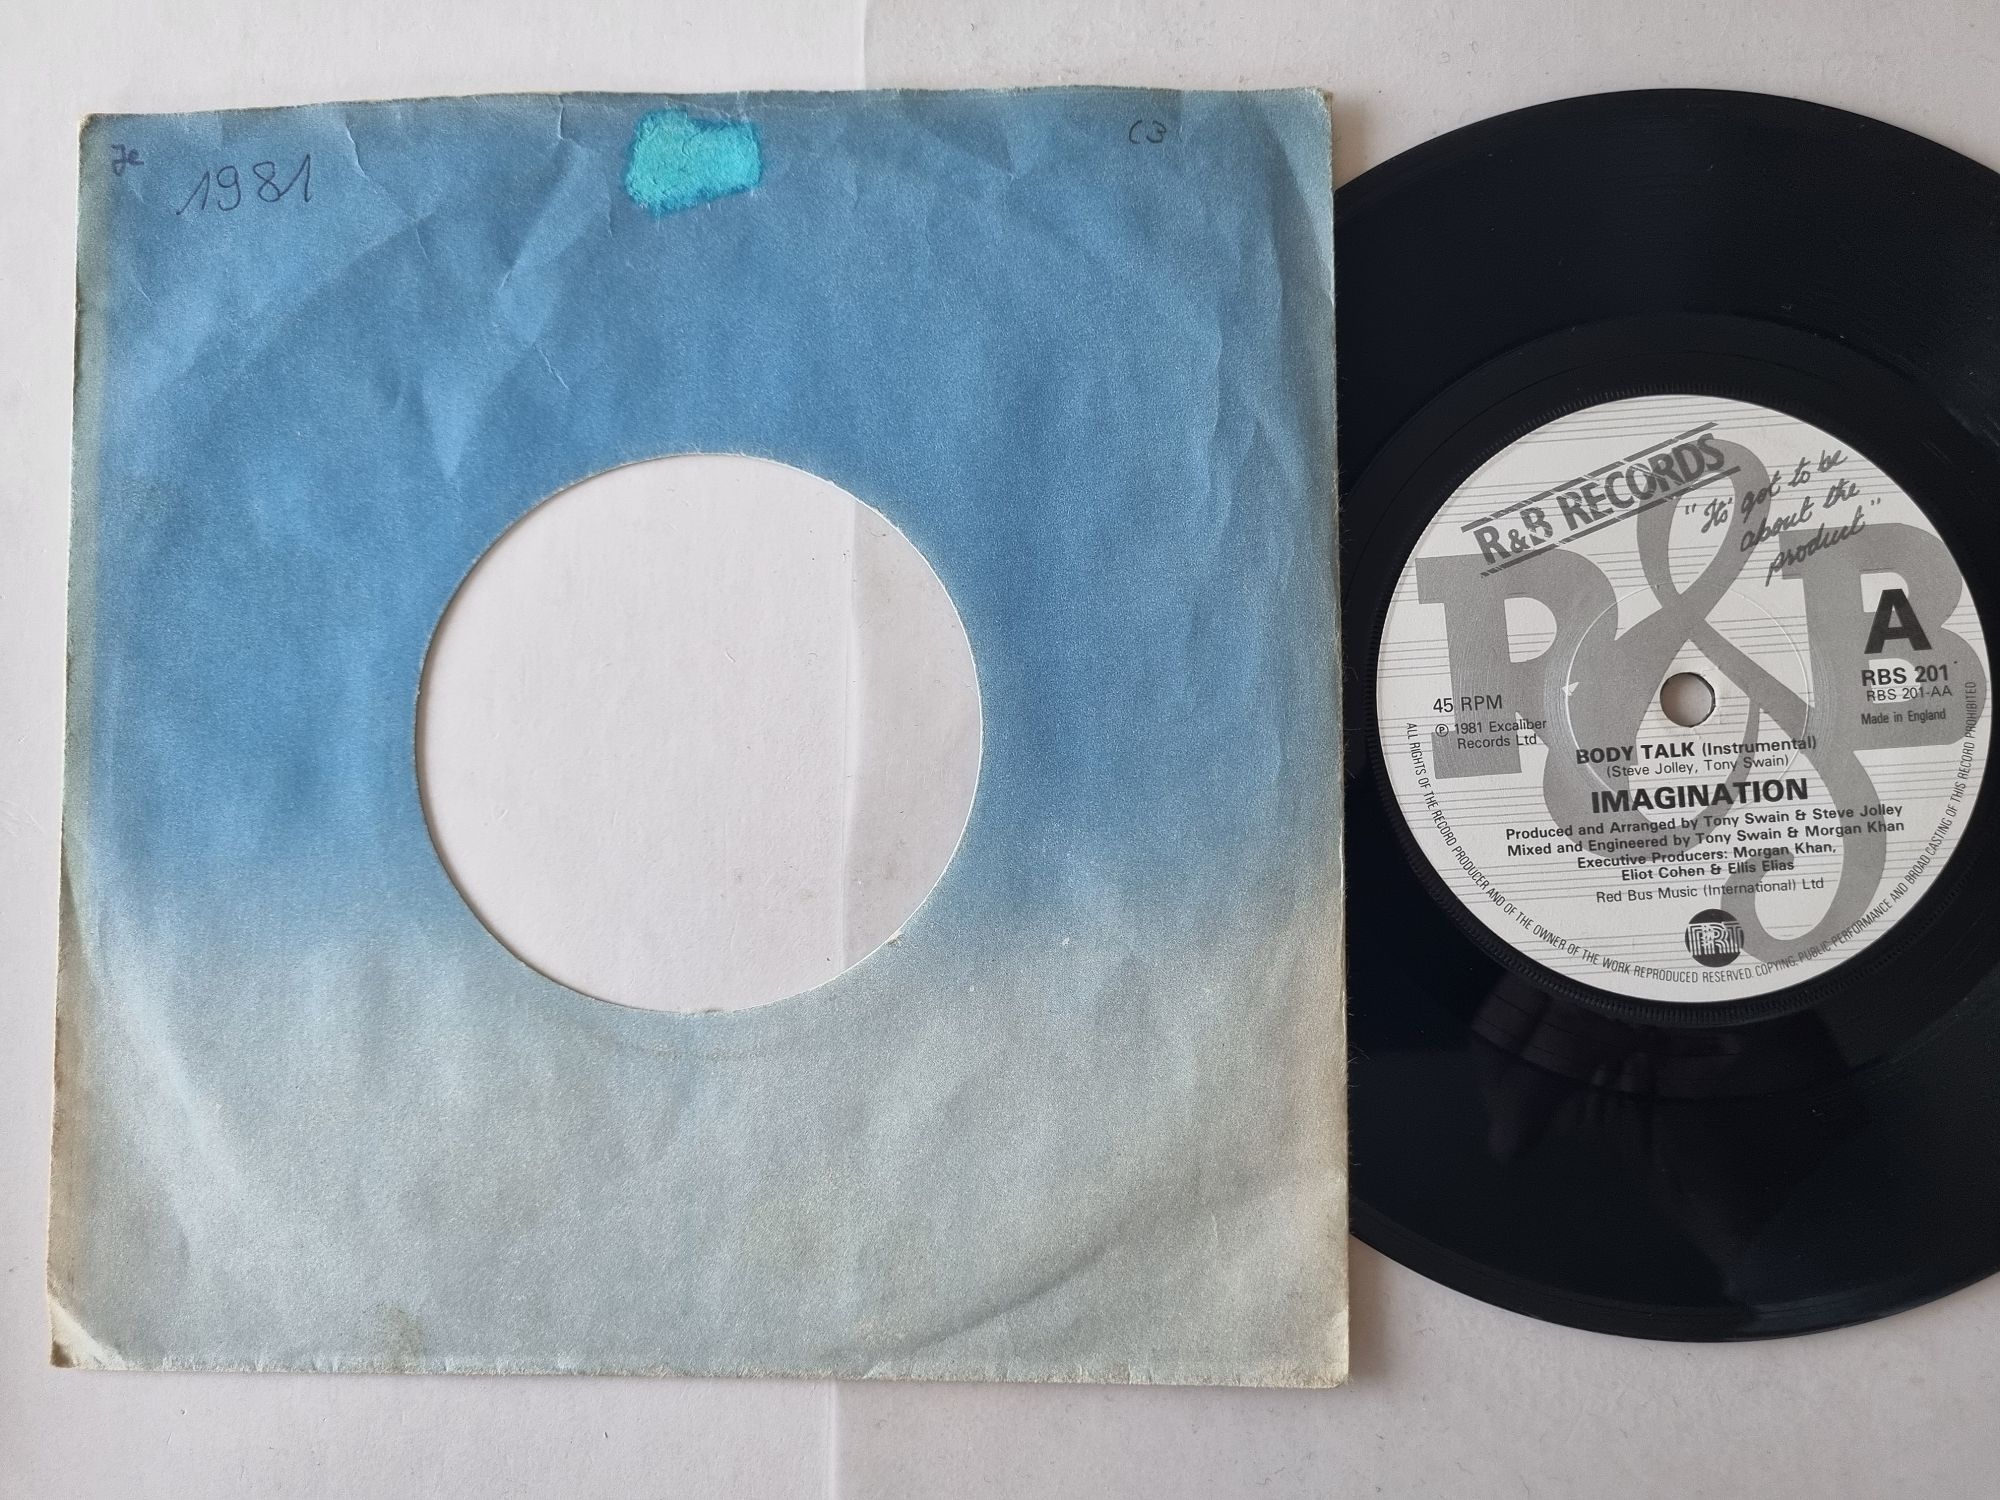 Je
1981
C3
R&B RECORDS
"It's got to be
about the
product"
R&B
A
RBS 201
RBS 201-AA
Made in England
45 RPM
℗ 1981 Excaliber
Records Ltd
BODY TALK (Instrumental)
(Steve Jolley, Tony Swain)
IMAGINATION
Produced and Arranged by Tony Swain & Steve Jolley
Mixed and Engineered by Tony Swain & Morgan Khan
Executive Producers: Morgan Khan,
Eliot Cohen & Ellis Elias
Red Bus Music (International) Ltd
PRT
ALL RIGHTS OF THE RECORD PRODUCER AND OF THE OWNER OF THE WORK REPRODUCED RESERVED. COPYING, PUBLIC PERFORMANCE AND BROAD CASTING OF THIS RECORD PROHIBITED